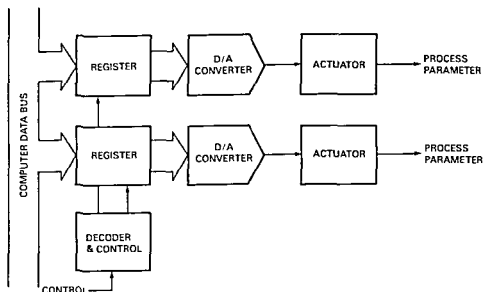 COMPUTER DATA BUS
REGISTER
D/A
CONVERTER
ACTUATOR
PROCESS
PARAMETER
REGISTER
D/A
CONVERTER
ACTUATOR
PROCESS
PARAMETER
DECODER
& CONTROL
CONTROL